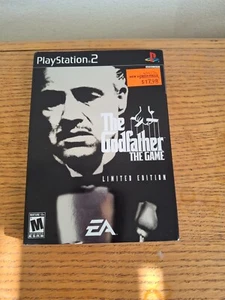 PlayStation 2
The
Godfather
THE GAME
LIMITED EDITION
M
EA